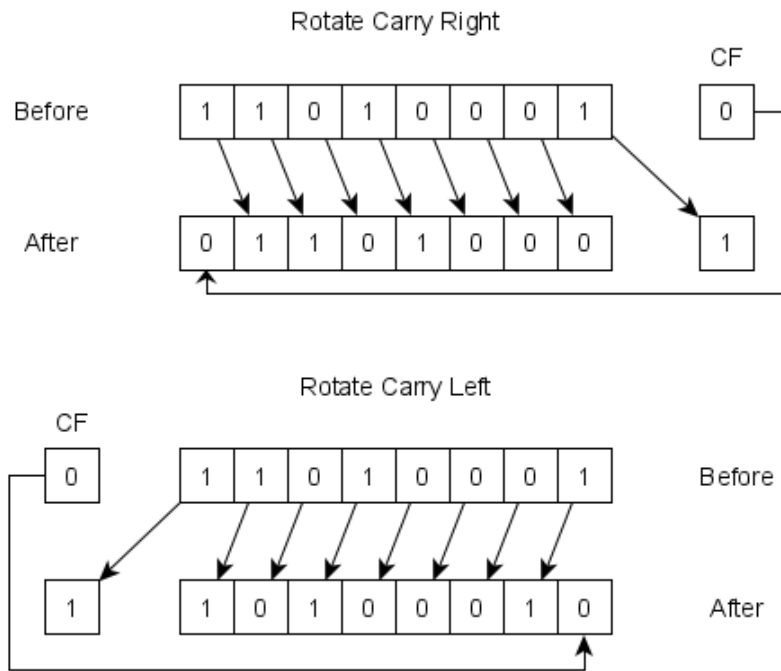 Rotate Carry Right
CF
Before 1 1 0 1 0 0 0 1 0
After 0 1 1 0 1 0 0 0 1
Rotate Carry Left
CF
0 1 1 0 1 0 0 0 1 Before
1 1 0 1 0 0 0 1 0 After